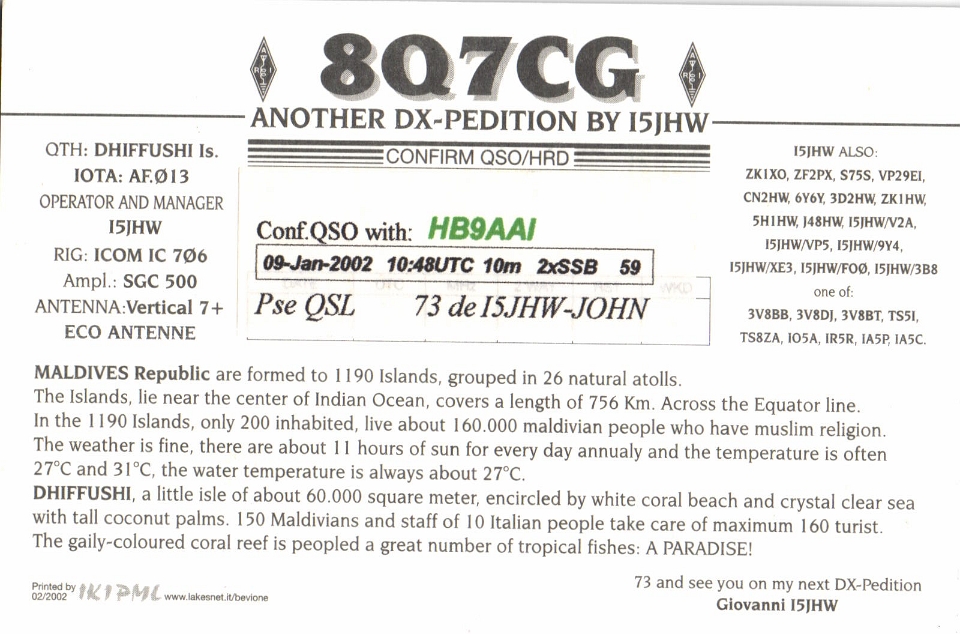 8Q7CG
ANOTHER DX-PEDITION BY I5JHW
QTH: DHIFFUSHI Is.
IOTA: AF.Ø13
OPERATOR AND MANAGER
I5JHW
RIG: ICOM IC 7Ø6
Ampl.: SGC 500
ANTENNA:Vertical 7+
ECO ANTENNE
CONFIRM QSO/HRD
Conf.QSO with: HB9AAI
09-Jan-2002 10:48UTC 10m 2xSSB 59
DATE UTC MHz 2 WAY RST WKD
Pse QSL 73 de I5JHW-JOHN
I5JHW ALSO:
ZK1XO, ZF2PX, S75S, VP29EI,
CN2HW, 6Y6Y, 3D2HW, ZK1HW,
5H1HW, J48HW, I5JHW/V2A,
I5JHW/VP5, I5JHW/9Y4,
I5JHW/XE3, I5JHW/FOØ, I5JHW/3B8
one of:
3V8BB, 3V8DJ, 3V8BT, TS5I,
TS8ZA, IO5A, IR5R, IA5P, IA5C.
MALDIVES Republic are formed to 1190 Islands, grouped in 26 natural atolls.
The Islands, lie near the center of Indian Ocean, covers a length of 756 Km. Across the Equator line.
In the 1190 Islands, only 200 inhabited, live about 160.000 maldivian people who have muslim religion.
The weather is fine, there are about 11 hours of sun for every day annualy and the temperature is often
27°C and 31°C, the water temperature is always about 27°C.
DHIFFUSHI, a little isle of about 60.000 square meter, encircled by white coral beach and crystal clear sea
with tall coconut palms. 150 Maldivians and staff of 10 Italian people take care of maximum 160 turist.
The gaily-coloured coral reef is peopled a great number of tropical fishes: A PARADISE!
Printed by IK1PML www.lakesnet.it/bevione
02/2002
73 and see you on my next DX-Pedition
Giovanni I5JHW